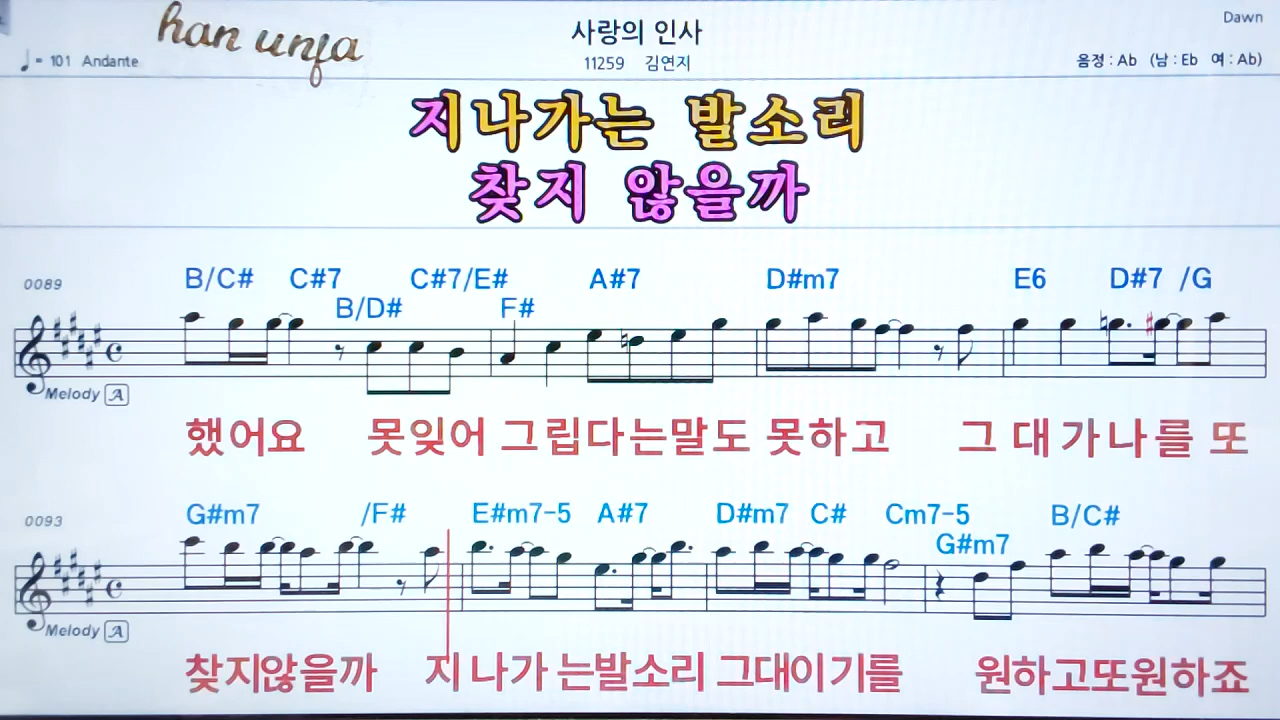 han unfa
사랑의 인사
Dawn
♩= 101 Andante
11259 김연지
음정 : Ab (남 : Eb 여 : Ab)
지나가는 발소리
찾지 않을까
0089
B/C# C#7 C#7/E# A#7 D#m7 E6 D#7 /G
B/D# F#
Melody A
했어요 못잊어 그립다는말도 못하고 그대가나를 또
0093
G#m7 /F# E#m7-5 A#7 D#m7 C# Cm7-5 B/C#
G#m7
Melody A
찾지않을까 지나가는발소리 그대이기를 원하고또원하죠